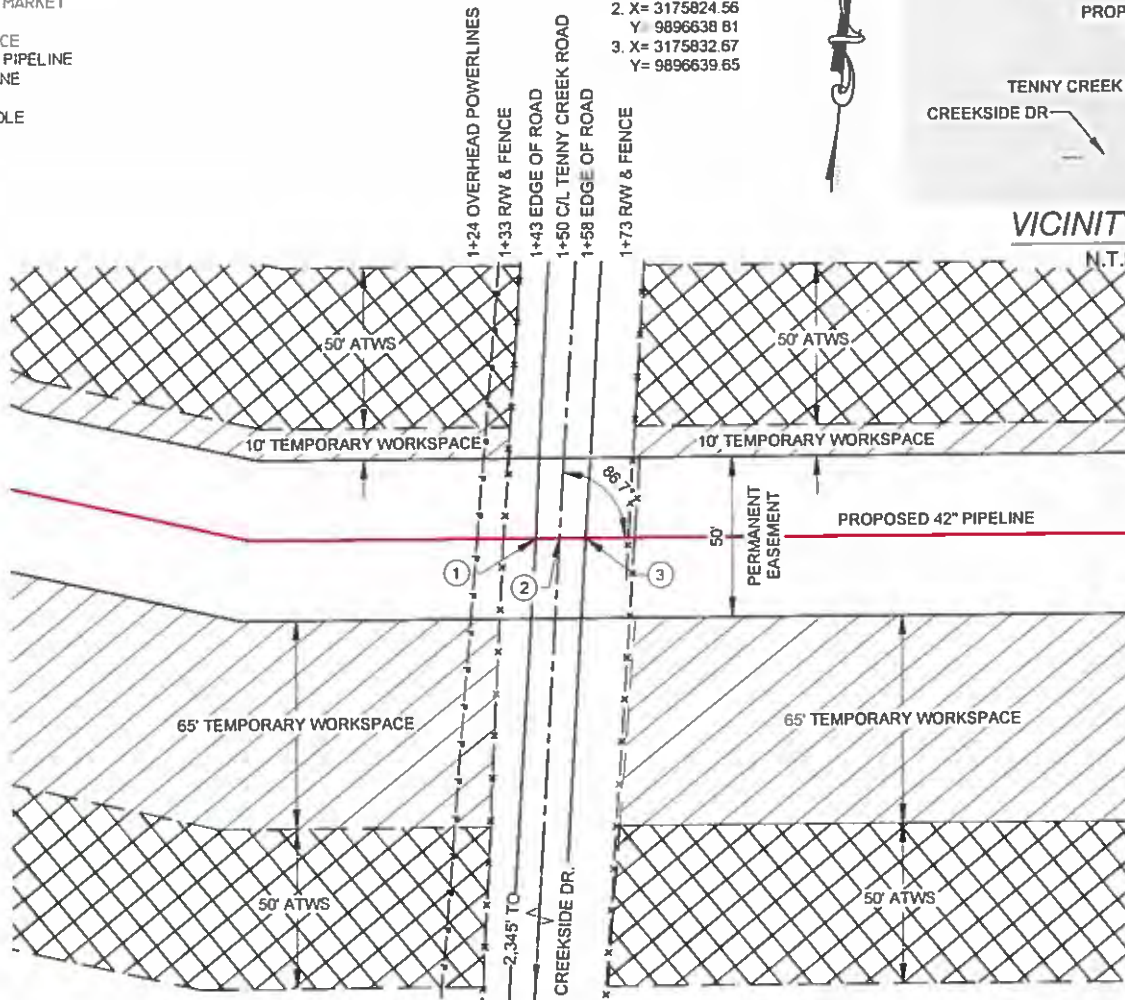 MARKET
CE
PIPELINE
NE
OLE
2. X= 3175824.56
Y 9896638 81
3. X= 3175832.67
Y= 9896639.65
PROP
TENNY CREEK
CREEKSIDE DR
VICINITY
N.T.
1+24 OVERHEAD POWERLINES
1+33 R/W & FENCE
1+43 EDGE OF ROAD
1+50 C/L TENNY CREEK ROAD
1+58 EDGE OF ROAD
1+73 R/W & FENCE
50' ATWS
50' ATWS
10' TEMPORARY WORKSPACE
10' TEMPORARY WORKSPACE
86 7°
50'
PERMANENT
EASEMENT
PROPOSED 42" PIPELINE
1
2
3
65' TEMPORARY WORKSPACE
65' TEMPORARY WORKSPACE
50' ATWS
50' ATWS
2,345' TO
CREEKSIDE DR.